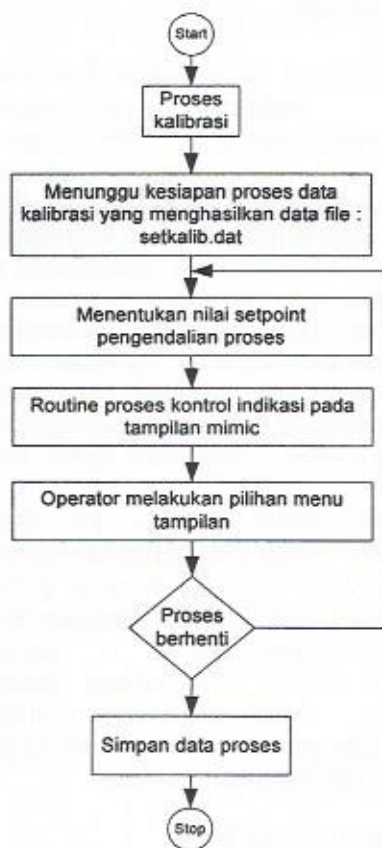 Start
Proses
kalibrasi
Menunggu kesiapan proses data
kalibrasi yang menghasilkan data file :
setkalib.dat
Menentukan nilai setpoint
pengendalian proses
Routine proses kontrol indikasi pada
tampilan mimic
Operator melakukan pilihan menu
tampilan
Proses
berhenti
Simpan data proses
Stop